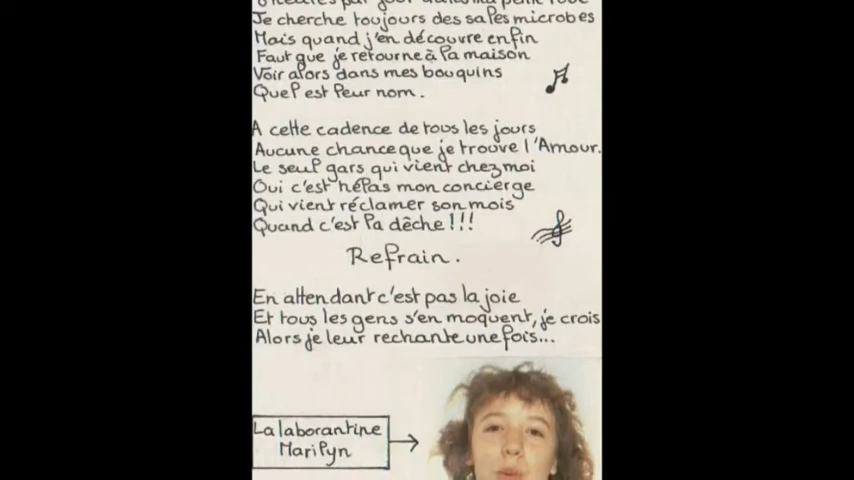 Je cherche toujours des sales microbes
Mais quand j'en découvre enfin
Faut que je retourne à la maison
Voir alors dans mes bouquins
Quel est leur nom.
A cette cadence de tous les jours
Aucune chance que je trouve l'Amour.
Le seul gars qui vient chez moi
Oui c'est hélas mon concierge
Qui vient réclamer son mois
Quand c'est la dêche !!!
Refrain.
En attendant c'est pas la joie
Et tous les gens s'en moquent, je crois
Alors je leur rechante une fois...
La laborantine
Marilyn